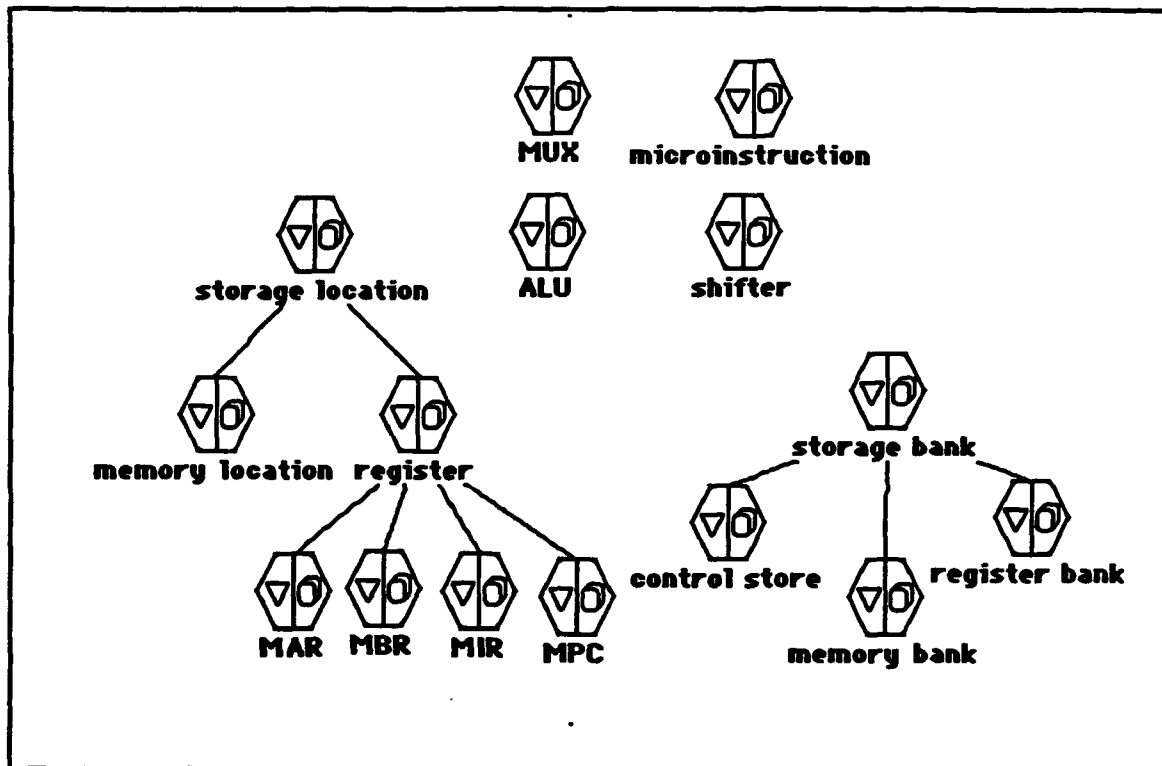 MUX
microinstruction
storage location
ALU
shifter
memory location
register
storage bank
control store
register bank
MAR
MBR
MIR
MPC
memory bank